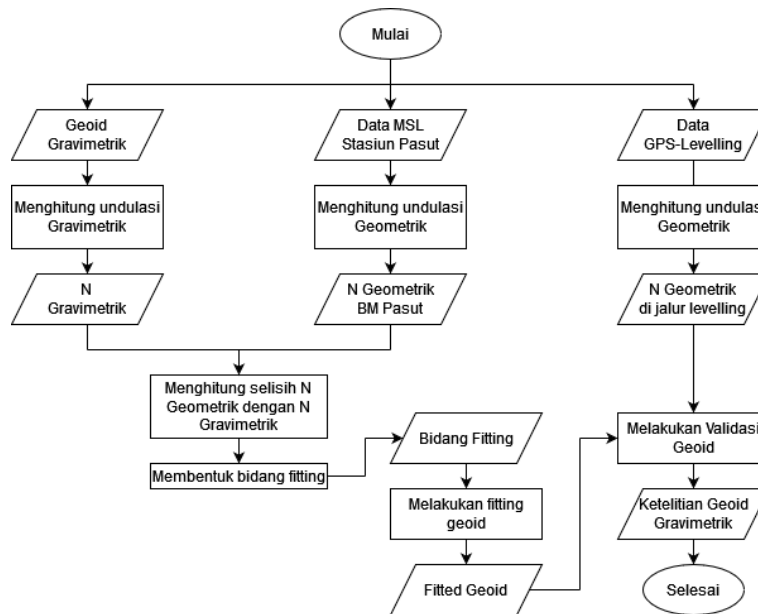 Mulai
Geoid
Gravimetrik
Data MSL
Stasiun Pasut
Data
GPS-Levelling
Menghitung undulasi
Gravimetrik
Menghitung undulasi
Geometrik
Menghitung undulasi
Geometrik
N
Gravimetrik
N Geometrik
BM Pasut
N Geometrik
di jalur levelling
Menghitung selisih N
Geometrik dengan N
Gravimetrik
Membentuk bidang fitting
Bidang Fitting
Melakukan fitting
geoid
Fitted Geoid
Melakukan Validasi
Geoid
Ketelitian Geoid
Gravimetrik
Selesai